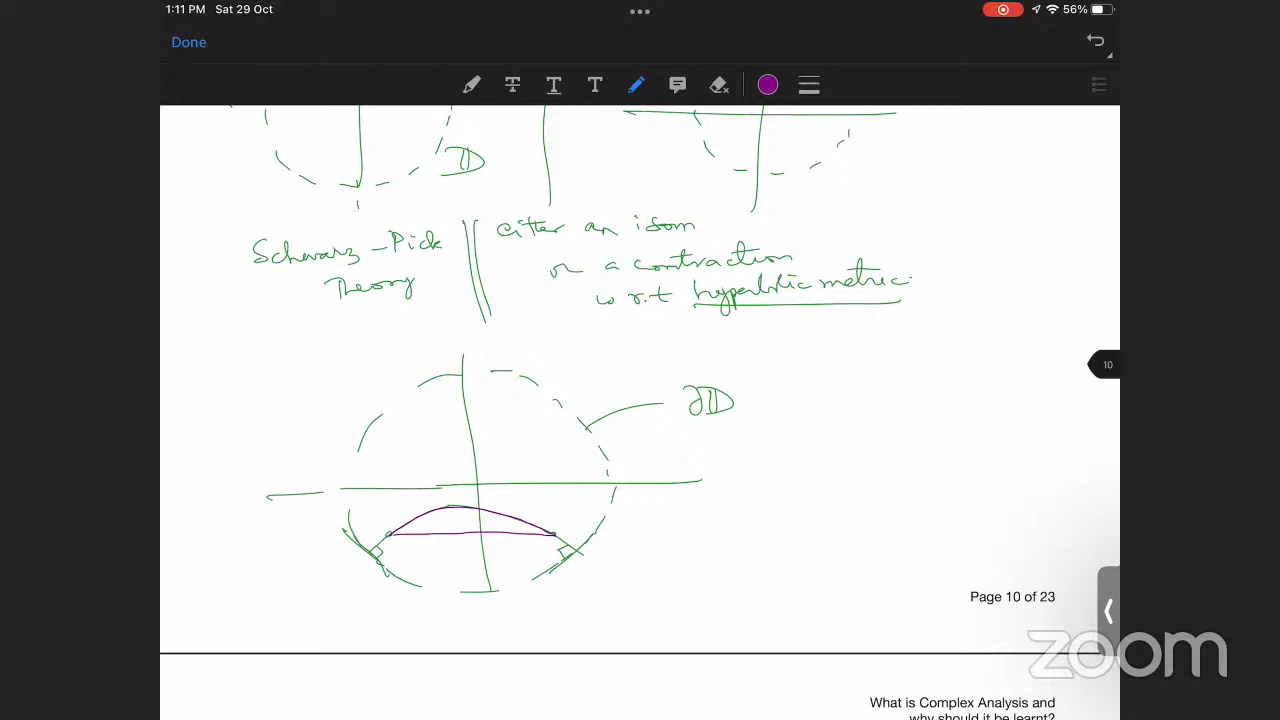 1:11 PM Sat 29 Oct
56%
Done
T T T
𝔻
Schwarz-Pick
Theory
either an isom
or a contraction
w.r.t hyperbolic metric.
∂𝔻
10
Page 10 of 23
zoom
What is Complex Analysis and
why should it be learnt?